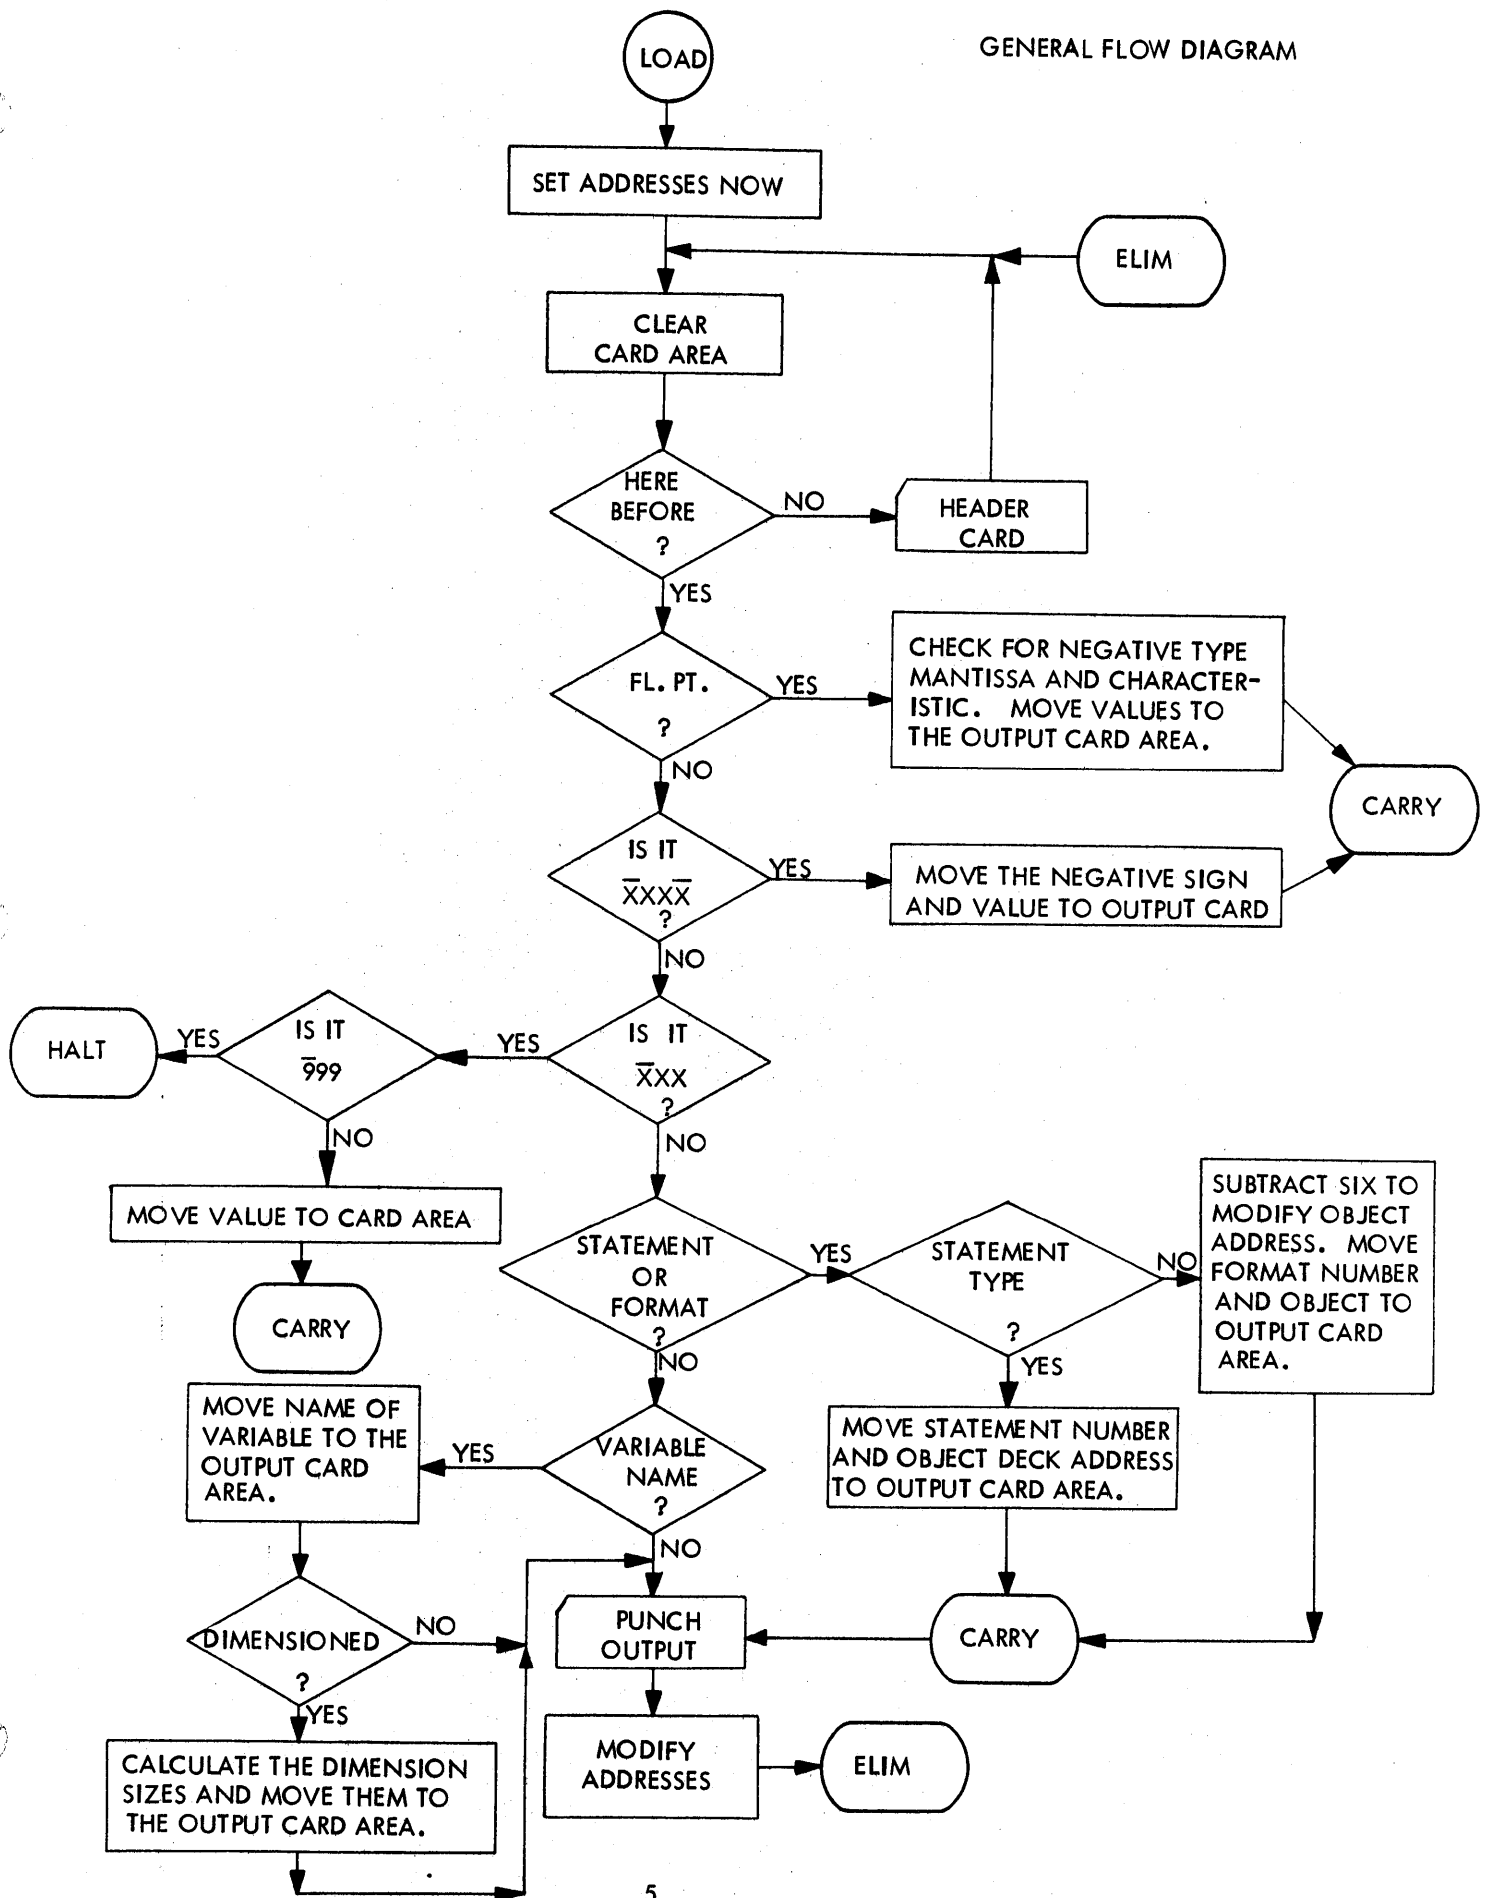 GENERAL FLOW DIAGRAM
LOAD
SET ADDRESSES NOW
ELIM
CLEAR
CARD AREA
HERE
BEFORE
?
NO
HEADER
CARD
YES
FL. PT.
?
YES
CHECK FOR NEGATIVE TYPE
MANTISSA AND CHARACTER-
ISTIC. MOVE VALUES TO
THE OUTPUT CARD AREA.
NO
CARRY
IS IT
X̅XXX̅
?
YES
MOVE THE NEGATIVE SIGN
AND VALUE TO OUTPUT CARD
NO
HALT
YES
IS IT
9̅99
YES
IS IT
X̅XX
?
NO
NO
MOVE VALUE TO CARD AREA
CARRY
STATEMENT
OR
FORMAT
?
YES
STATEMENT
TYPE
?
NO
SUBTRACT SIX TO
MODIFY OBJECT
ADDRESS. MOVE
FORMAT NUMBER
AND OBJECT TO
OUTPUT CARD
AREA.
NO
YES
MOVE NAME OF
VARIABLE TO THE
OUTPUT CARD
AREA.
YES
VARIABLE
NAME
?
MOVE STATEMENT NUMBER
AND OBJECT DECK ADDRESS
TO OUTPUT CARD AREA.
NO
DIMENSIONED
?
NO
PUNCH
OUTPUT
CARRY
YES
CALCULATE THE DIMENSION
SIZES AND MOVE THEM TO
THE OUTPUT CARD AREA.
MODIFY
ADDRESSES
ELIM
5